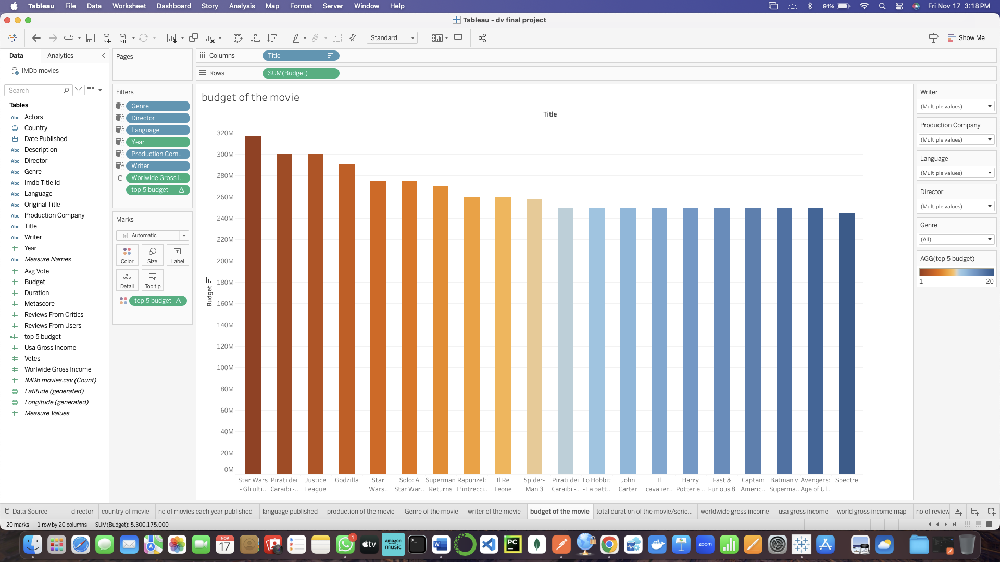 Tableau File Data Worksheet Dashboard Story Analysis Map Format Server Window Help 91% Fri Nov 17 3:18 PM
Tableau - dv final project
Standard Show Me
Data Analytics
IMDb movies
Search
Tables
Abc Actors
Country
Date Published
Abc Description
Abc Director
Abc Genre
Abc Imdb Title Id
Abc Language
Abc Original Title
Abc Production Company
Abc Title
Abc Writer
Year
Abc Measure Names
Avg Vote
Budget
Duration
Metascore
Reviews From Critics
Reviews From Users
top 5 budget
Usa Gross Income
Votes
Worlwide Gross Income
IMDb movies.csv (Count)
Latitude (generated)
Longitude (generated)
Measure Values
Pages
Filters
Genre
Director
Language
Year
Production Com..
Writer
Worlwide Gross I..
top 5 budget
Marks
Automatic
Color Size Label
Detail Tooltip
top 5 budget
Columns Title
Rows SUM(Budget)
budget of the movie
Title
320M
300M
280M
260M
240M
220M
200M
180M
160M
140M
120M
100M
80M
60M
40M
20M
0M
Budget
Star Wars - Gli ulti..
Pirati dei Caraibi -..
Justice League
Godzilla
Star Wars..
Solo: A Star War..
Superman Returns
Rapunzel: L'intrecci..
Il Re Leone
Spider-Man 3
Pirati dei Caraibi -..
Lo Hobbit - La batt..
John Carter
Il cavalier..
Harry Potter e ..
Fast & Furious 8
Captain Americ..
Batman v Superma..
Avengers: Age of Ul..
Spectre
Writer
(Multiple values)
Production Company
(Multiple values)
Language
(Multiple values)
Director
(Multiple values)
Genre
(All)
AGG(top 5 budget)
1 20
Data Source director country of movie no of movies each year published language published production of the movie Genre of the movie writer of the movie budget of the movie total duration of the movie/serie... worldwide gross income usa gross income world gross income map no of review
20 marks 1 row by 20 columns SUM(Budget): 5,300,175,000
NOV
17
1
tv
amazon
music
W
PC
zoom